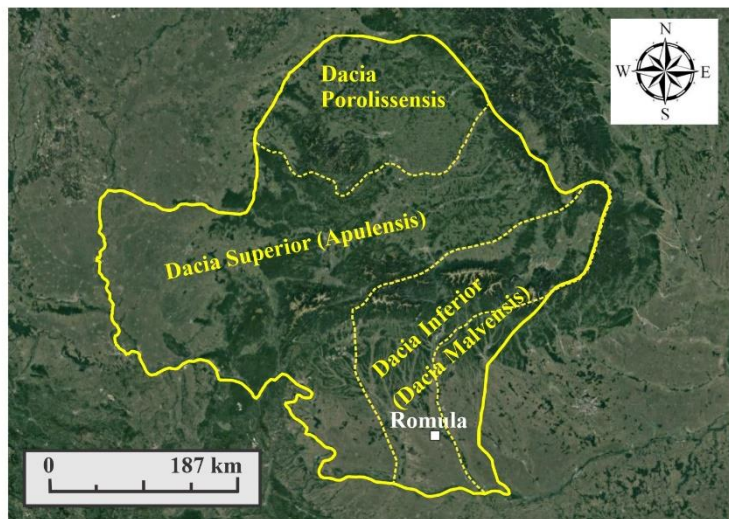 Dacia
Porolissensis
N
W E
S
Dacia Superior (Apulensis)
Dacia Inferior
(Dacia Malvensis)
Romula
0 187 km